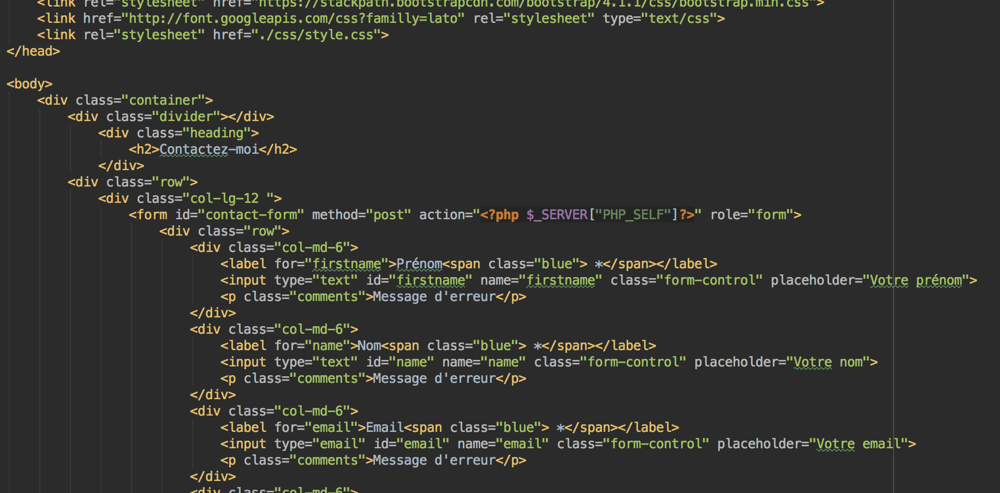 <link rel="stylesheet" href="https://stackpath.bootstrapcdn.com/bootstrap/4.1.1/css/bootstrap.min.css">
<link href="http://font.googleapis.com/css?familly=lato" rel="stylesheet" type="text/css">
<link rel="stylesheet" href="./css/style.css">
</head>
<body>
<div class="container">
<div class="divider"></div>
<div class="heading">
<h2>Contactez-moi</h2>
</div>
<div class="row">
<div class="col-lg-12 ">
<form id="contact-form" method="post" action="<?php $_SERVER["PHP_SELF"]?>" role="form">
<div class="row">
<div class="col-md-6">
<label for="firstname">Prénom<span class="blue"> *</span></label>
<input type="text" id="firstname" name="firstname" class="form-control" placeholder="Votre prénom">
<p class="comments">Message d'erreur</p>
</div>
<div class="col-md-6">
<label for="name">Nom<span class="blue"> *</span></label>
<input type="text" id="name" name="name" class="form-control" placeholder="Votre nom">
<p class="comments">Message d'erreur</p>
</div>
<div class="col-md-6">
<label for="email">Email<span class="blue"> *</span></label>
<input type="email" id="email" name="email" class="form-control" placeholder="Votre email">
<p class="comments">Message d'erreur</p>
</div>
<div class="col-md-6">